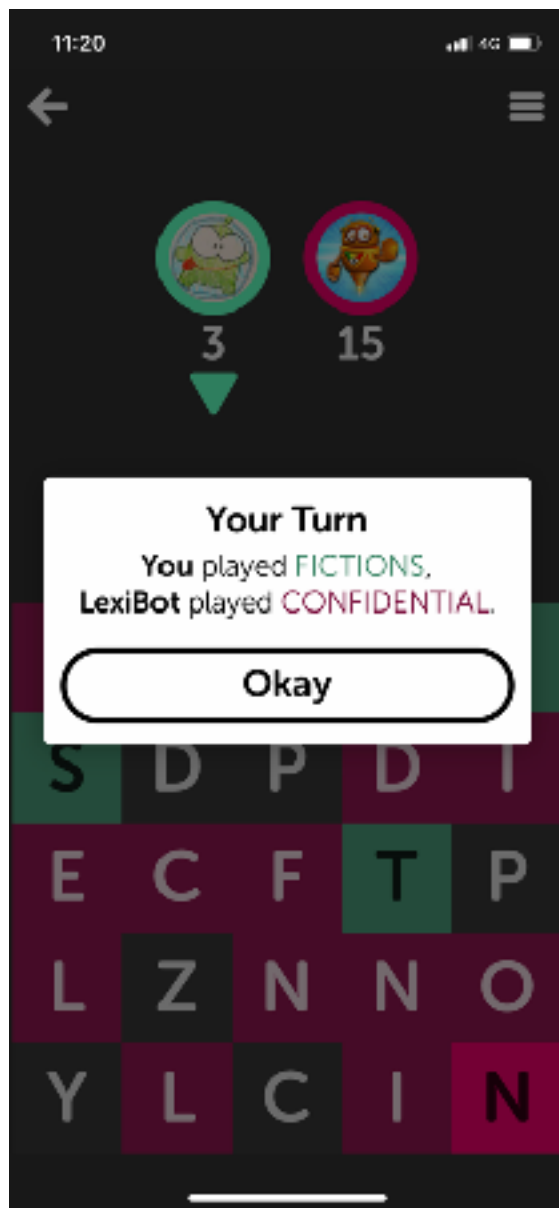 11:20
4G
3 15
Your Turn
You played FICTIONS,
LexiBot played CONFIDENTIAL.
Okay
S D P D I
E C F T P
L Z N N O
Y L C I N